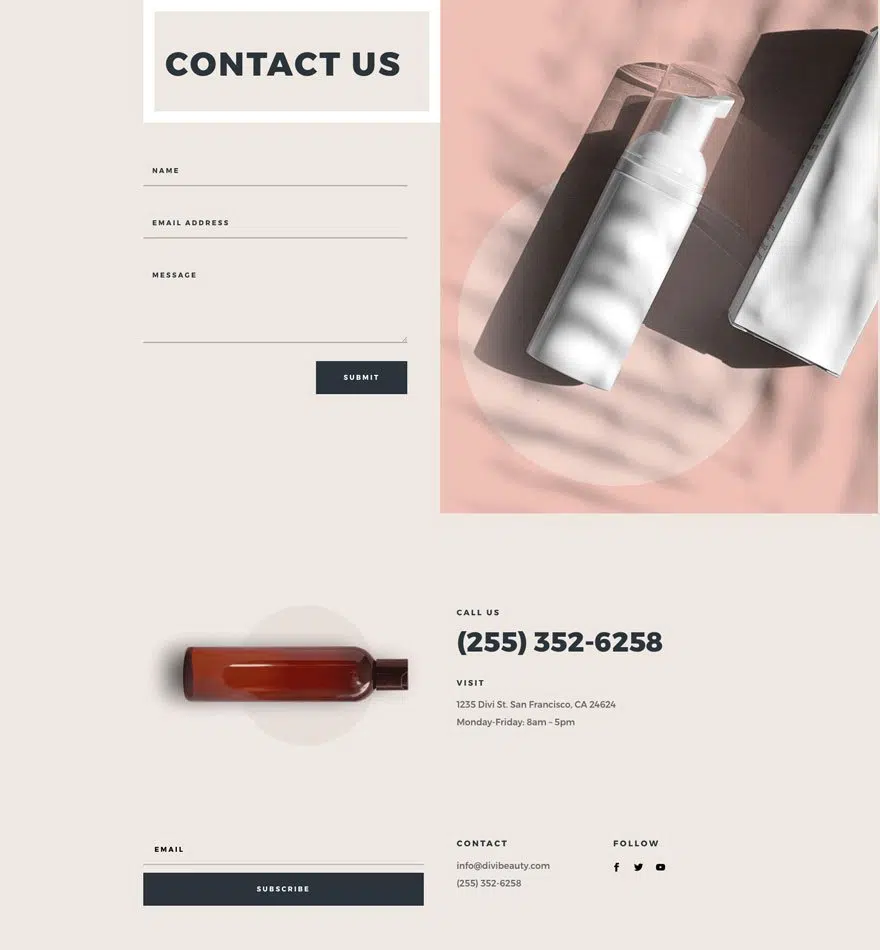 CONTACT US
NAME
EMAIL ADDRESS
MESSAGE
SUBMIT
CALL US
(255) 352-6258
VISIT
1235 Divi St. San Francisco, CA 24624
Monday-Friday: 8am – 5pm
EMAIL
SUBSCRIBE
CONTACT
info@divibeauty.com
(255) 352-6258
FOLLOW